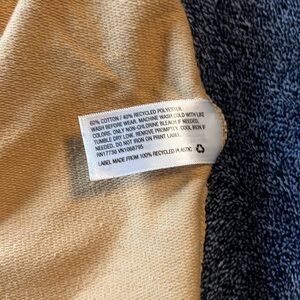 60% COTTON / 40% RECYCLED POLYESTER
WASH BEFORE WEAR. MACHINE WASH COLD WITH LIKE
COLORS. ONLY NON-CHLORINE BLEACH IF NEEDED.
TUMBLE DRY LOW. REMOVE PROMPTLY. COOL IRON IF
NEEDED. DO NOT IRON ON PRINT LABEL.
RN17730 VN1068795
LABEL MADE FROM 100% RECYCLED PLASTIC